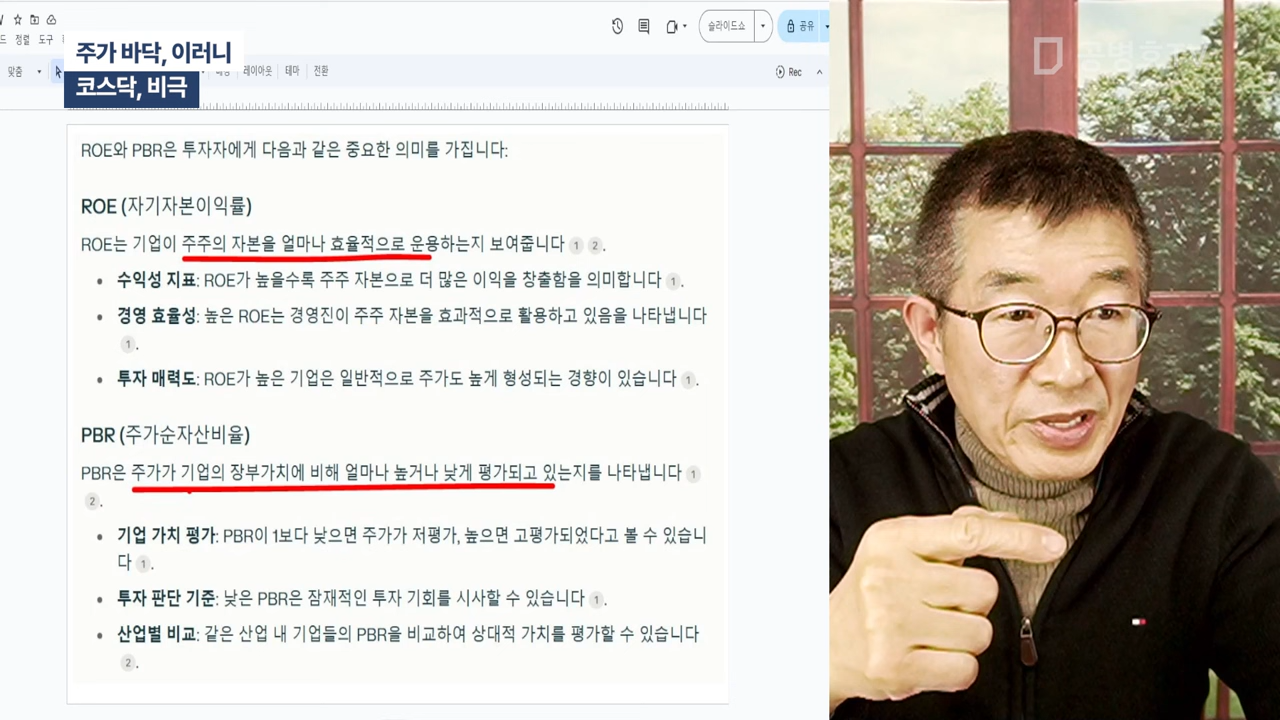 정렬 도구
슬라이드쇼
공유
주가 바닥, 이러니
코스닥, 비극
맞춤
레이아웃 테마 전환
Rec
공병호TV
ROE와 PBR은 투자자에게 다음과 같은 중요한 의미를 가집니다:
ROE (자기자본이익률)
ROE는 기업이 주주의 자본을 얼마나 효율적으로 운용하는지 보여줍니다 1 2 .
• 수익성 지표: ROE가 높을수록 주주 자본으로 더 많은 이익을 창출함을 의미합니다 1 .
• 경영 효율성: 높은 ROE는 경영진이 주주 자본을 효과적으로 활용하고 있음을 나타냅니다
1 .
• 투자 매력도: ROE가 높은 기업은 일반적으로 주가도 높게 형성되는 경향이 있습니다 1 .
PBR (주가순자산비율)
PBR은 주가가 기업의 장부가치에 비해 얼마나 높거나 낮게 평가되고 있는지를 나타냅니다 1
2 .
• 기업 가치 평가: PBR이 1보다 낮으면 주가가 저평가, 높으면 고평가되었다고 볼 수 있습니
다 1 .
• 투자 판단 기준: 낮은 PBR은 잠재적인 투자 기회를 시사할 수 있습니다 1 .
• 산업별 비교: 같은 산업 내 기업들의 PBR을 비교하여 상대적 가치를 평가할 수 있습니다
2 .